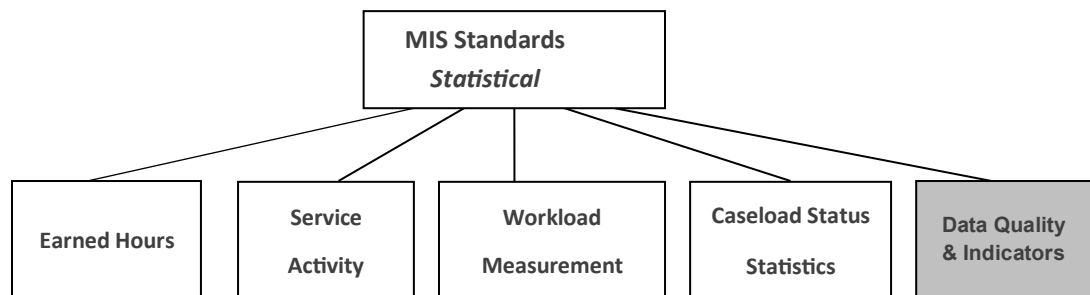 MIS Standards
Statistical
Earned Hours
Service
Activity
Workload
Measurement
Caseload Status
Statistics
Data Quality
& Indicators